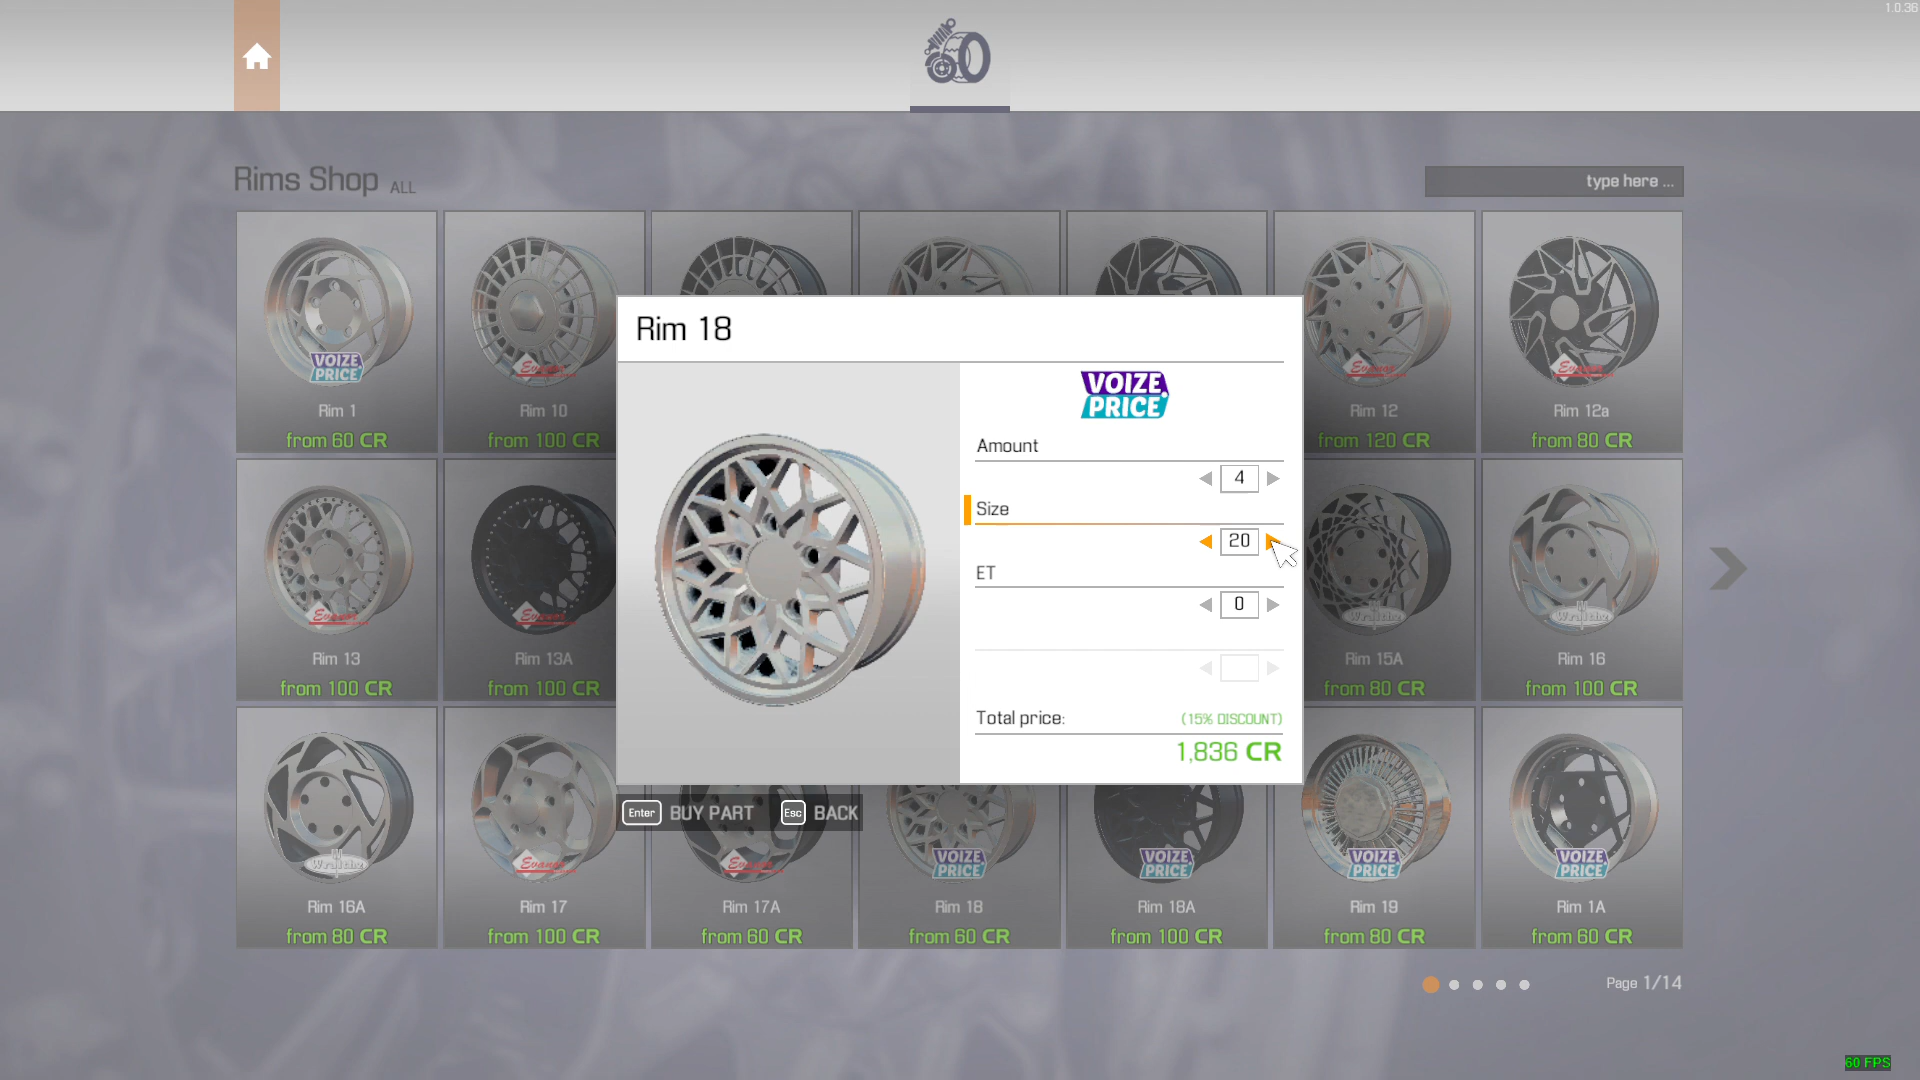 1.0.36
Rims Shop ALL
type here ...
VOIZE
PRICE
Rim 1
from 60 CR
Evanor
Rim 10
from 100 CR
Evanor
Rim 12
from 120 CR
Evanor
Rim 12a
from 80 CR
Rim 18
VOIZE
PRICE
Amount
4
Size
20
ET
0
Total price:
(15% DISCOUNT)
1,836 CR
Enter BUY PART Esc BACK
Evanor
Rim 13
from 100 CR
Rim 13A
from 100 CR
Rim 15A
from 80 CR
Rim 16
from 100 CR
Rim 16A
from 80 CR
Evanor
Rim 17
from 100 CR
Evanor
Rim 17A
from 60 CR
VOIZE
PRICE
Rim 18
from 60 CR
VOIZE
PRICE
Rim 18A
from 100 CR
VOIZE
PRICE
Rim 19
from 80 CR
VOIZE
PRICE
Rim 1A
from 60 CR
Page 1/14
60 FPS